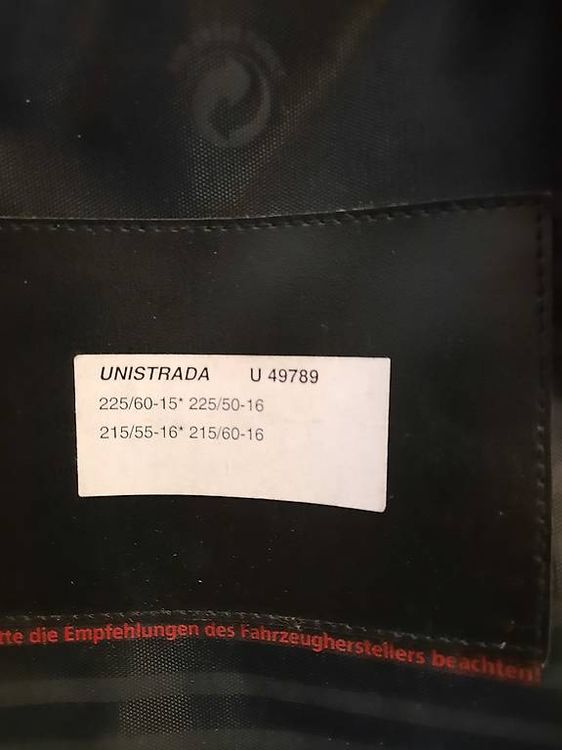 UNISTRADA U 49789
225/60-15* 225/50-16
215/55-16* 215/60-16
tte die Empfehlungen des Fahrzeugherstellers beachten!